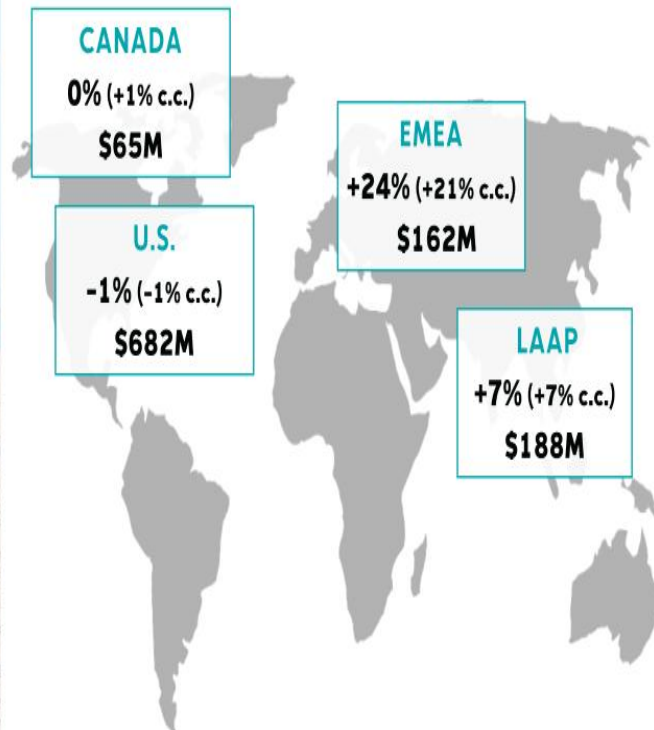 CANADA
0% (+1% c.c.)
$65M
EMEA
+24% (+21% c.c.)
$162M
U.S.
-1% (-1% c.c.)
$682M
LAAP
+7% (+7% c.c.)
$188M